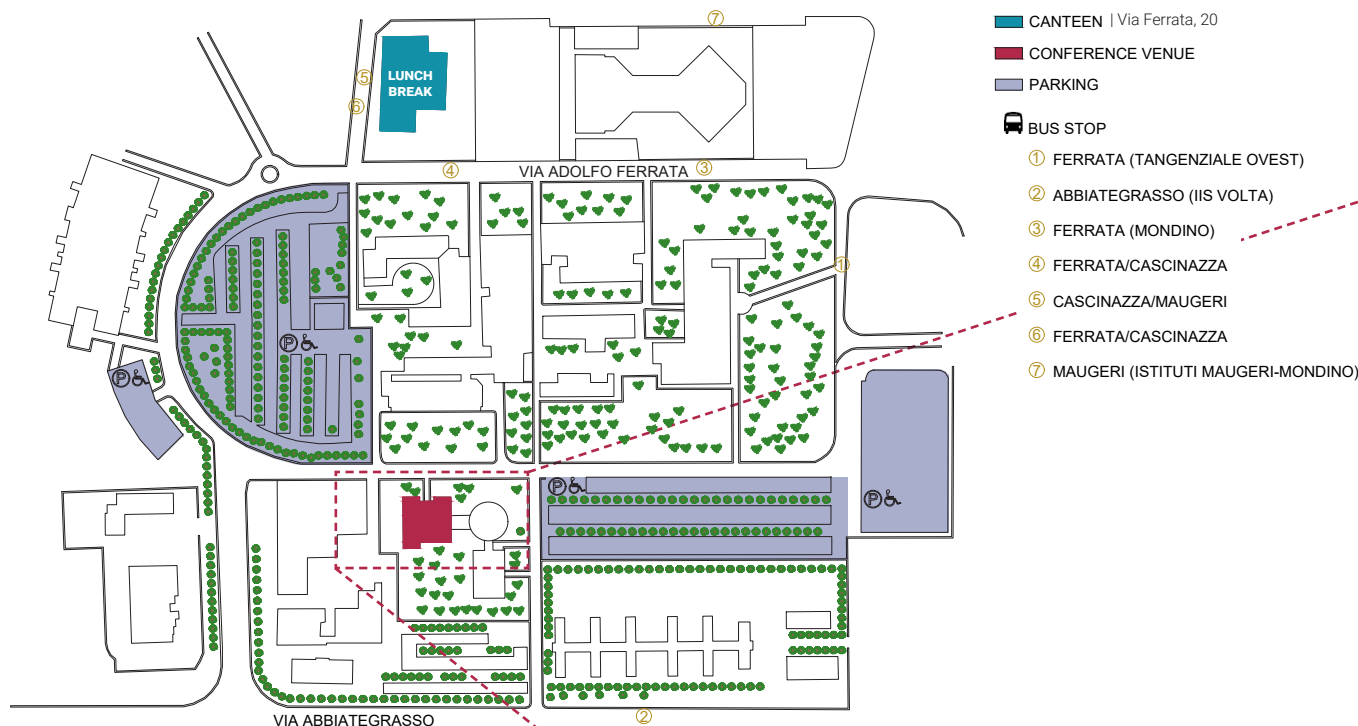 ⑦
CANTEEN | Via Ferrata, 20
CONFERENCE VENUE
PARKING
BUS STOP
① FERRATA (TANGENZIALE OVEST)
② ABBIATEGRASSO (IIS VOLTA)
③ FERRATA (MONDINO)
④ FERRATA/CASCINAZZA
⑤ CASCINAZZA/MAUGERI
⑥ FERRATA/CASCINAZZA
⑦ MAUGERI (ISTITUTI MAUGERI-MONDINO)
⑤
⑥
LUNCH
BREAK
④
VIA ADOLFO FERRATA
③
①
P
P
P
P
②
VIA ABBIATEGRASSO